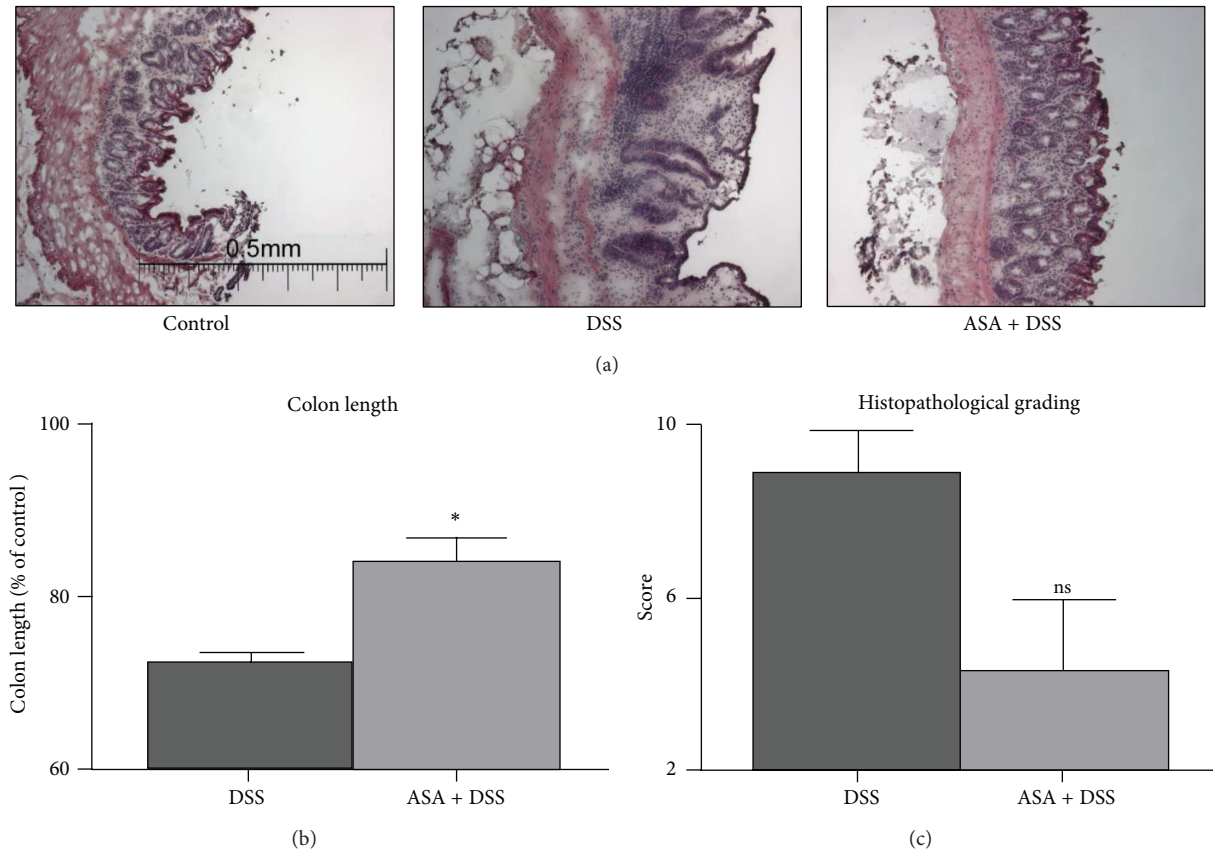 0.5mm
Control
DSS
ASA + DSS
(a)
Colon length
100
80
60
Colon length (% of control )
*
DSS
ASA + DSS
(b)
Histopathological grading
10
6
2
Score
ns
DSS
ASA + DSS
(c)